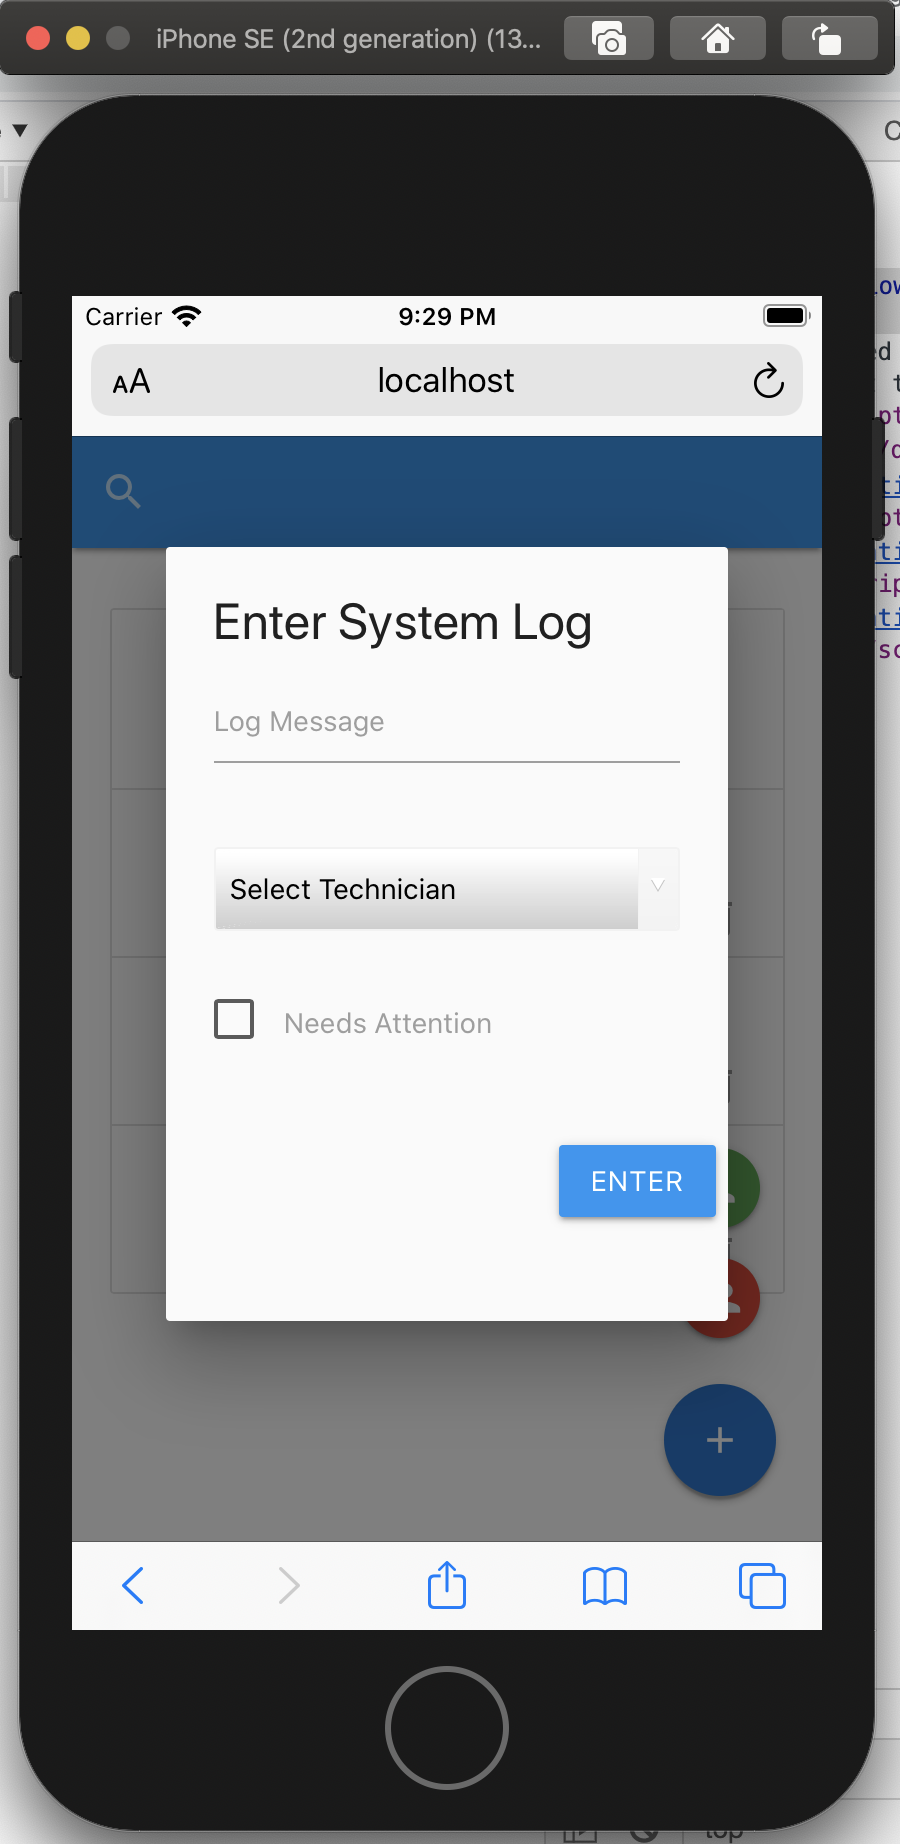 iPhone SE (2nd generation) (13...
Carrier
9:29 PM
AA
localhost
Enter System Log
Log Message
Select Technician
Needs Attention
ENTER
top